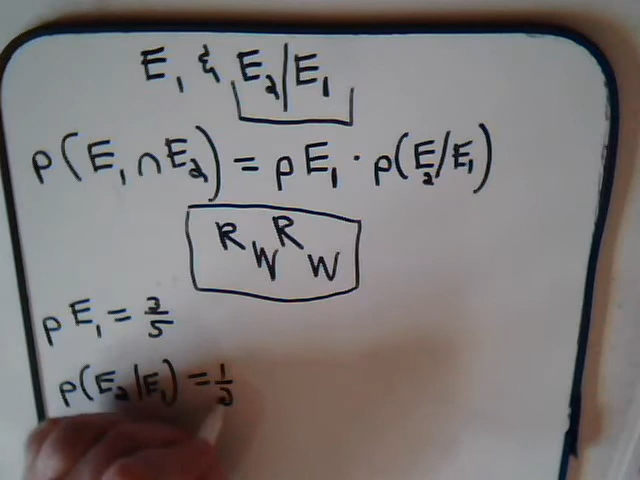 E₁ & E₂|E₁
p(E₁∩E₂) = pE₁ · p(E₂/E₁)
R W R W
pE₁ = 2/5
p(E₂|E₁) = 1/2